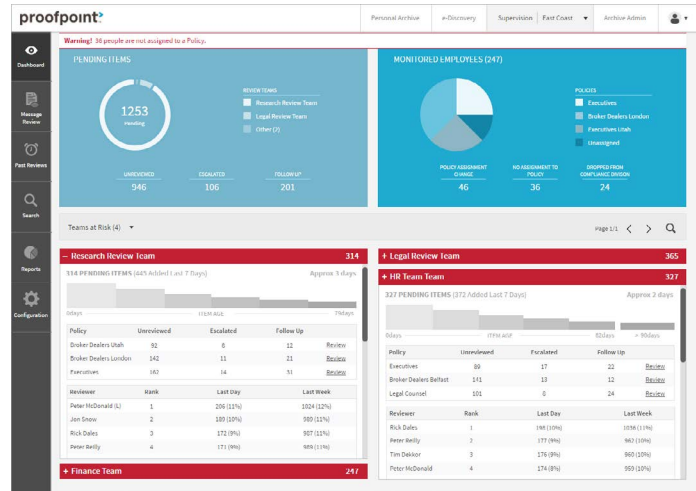 proofpoint
Personal Archive e-Discovery Supervision East Coast Archive Admin
Warning! 36 people are not assigned to a Policy.
Dashboard
Message Review
Past Reviews
Search
Reports
Configuration
PENDING ITEMS
1253
Pending
REVIEW TEAMS
Research Review Team
Legal Review Team
Other (2)
UNREVIEWED ESCALATED FOLLOW UP
946 106 201
MONITORED EMPLOYEES (247)
POLICIES
Executives
Broker Dealers London
Executives Utah
Unassigned
POLICY ASSIGNMENT CHANGE NO ASSIGNMENT TO POLICY DROPPED FROM COMPLIANCE DIVISION
46 36 24
Teams at Risk (4) Page 1/1
– Research Review Team 314
314 PENDING ITEMS (443 Added Last 7 Days) Approx 3 days
0days ITEM AGE 79days
Policy Unreviewed Escalated Follow Up
Broker Dealers Utah 92 6 12 Review
Broker Dealers London 142 11 21 Review
Executives 162 14 31 Review
Reviewer Rank Last Day Last Week
Peter McDonald (L) 1 206 (11%) 1024 (12%)
Jon Snow 2 189 (10%) 980 (11%)
Rick Dales 3 172 (9%) 907 (11%)
Peter Reilly 4 171 (9%)
+ Finance Team 247
+ Legal Review Team 365
+ HR Team Team 327
327 PENDING ITEMS (372 Added Last 7 Days) Approx 2 days
0days ITEM AGE 82days > 90days
Policy Unreviewed Escalated Follow Up
Executives 89 17 22 Review
Broker Dealers Belfast 141 13 12 Review
Legal Counsel 101 24 Review
Reviewer Rank Last Day Last Week
Rick Dales 1 198 (10%) 1036 (11%)
Peter Reilly 2 177 (9%) 962 (10%)
Tim Dekkor 3 176 (9%) 960 (10%)
Peter McDonald 4 174 (8%) 959 (10%)